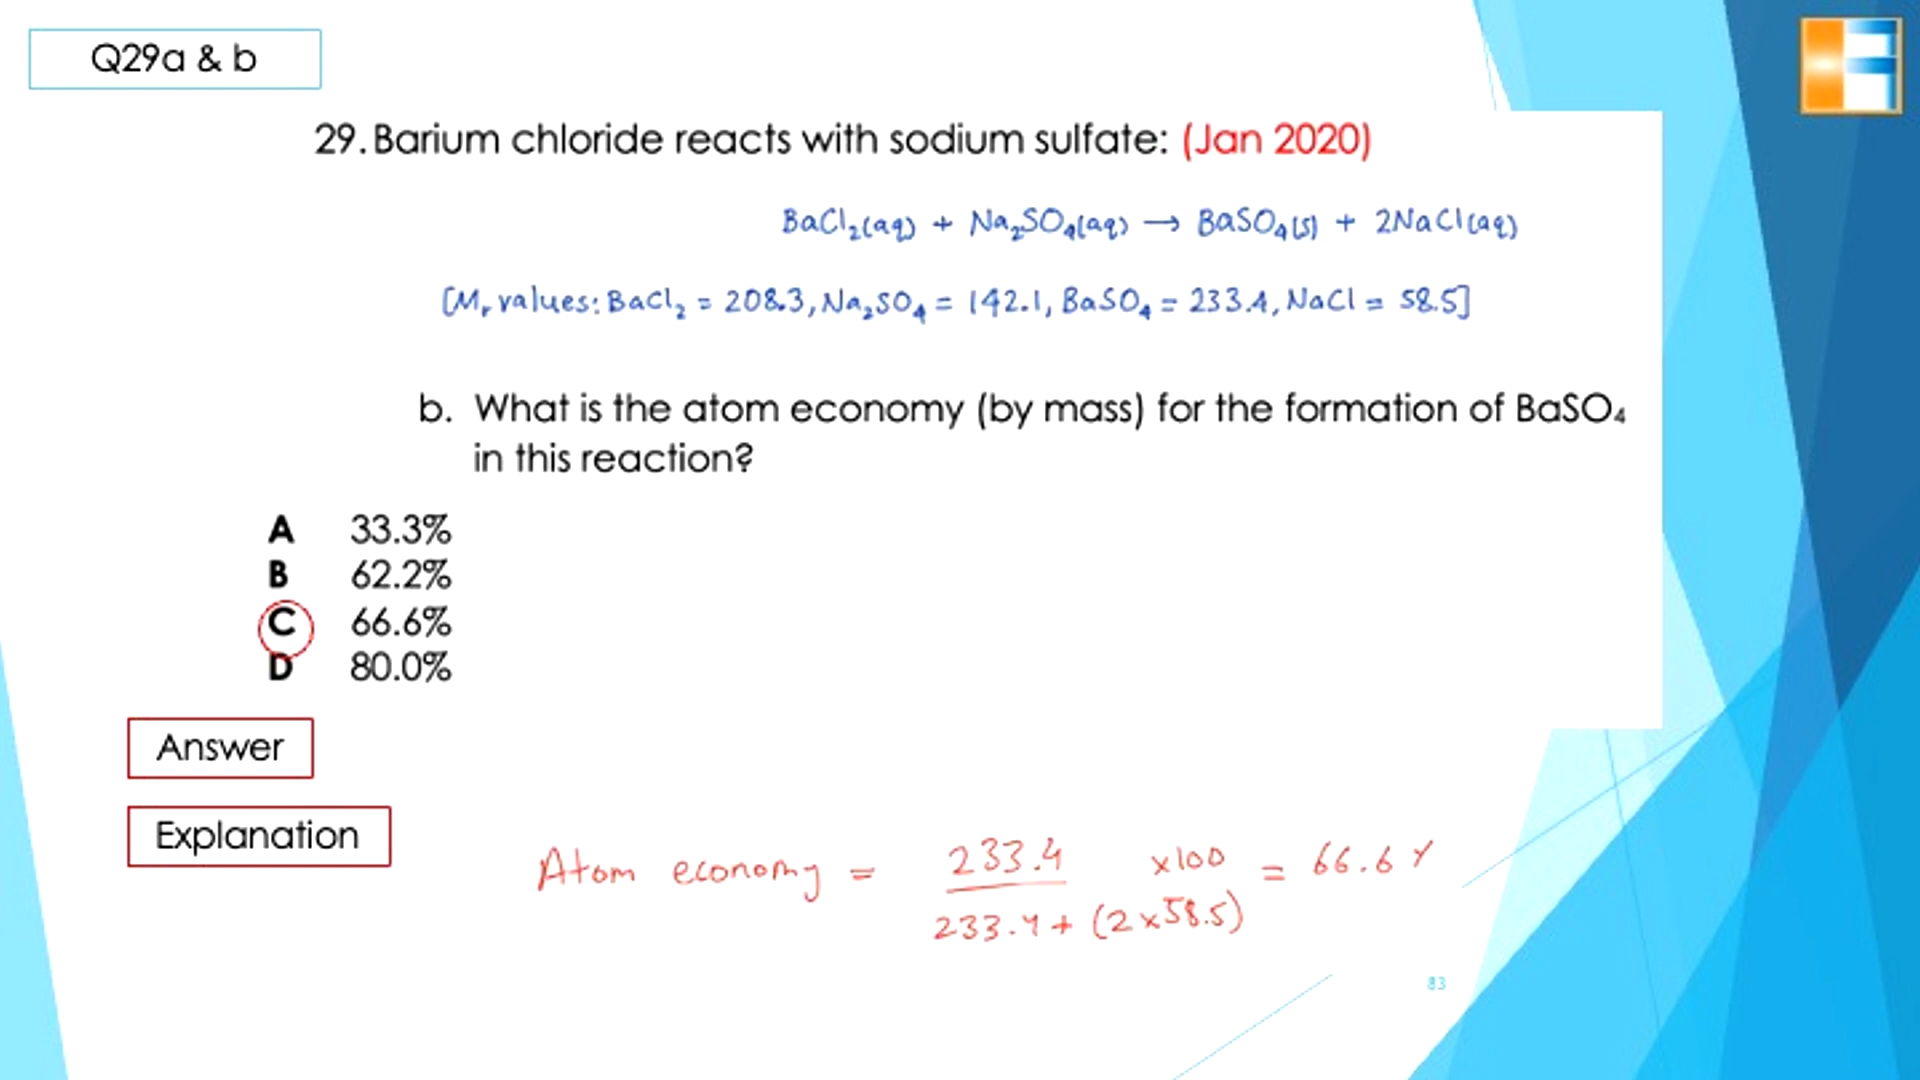 Q29a & b
29. Barium chloride reacts with sodium sulfate: (Jan 2020)
BaCl₂(aq) + Na₂SO₄(aq) → BaSO₄(s) + 2NaCl(aq)
[Mᵣ values: BaCl₂ = 208.3, Na₂SO₄ = 142.1, BaSO₄ = 233.4, NaCl = 58.5]
b. What is the atom economy (by mass) for the formation of BaSO₄
in this reaction?
A 33.3%
B 62.2%
C 66.6%
D 80.0%
Answer
Explanation
Atom economy = 233.4 x100 = 66.6 %
233.4 + (2 x 58.5)
83